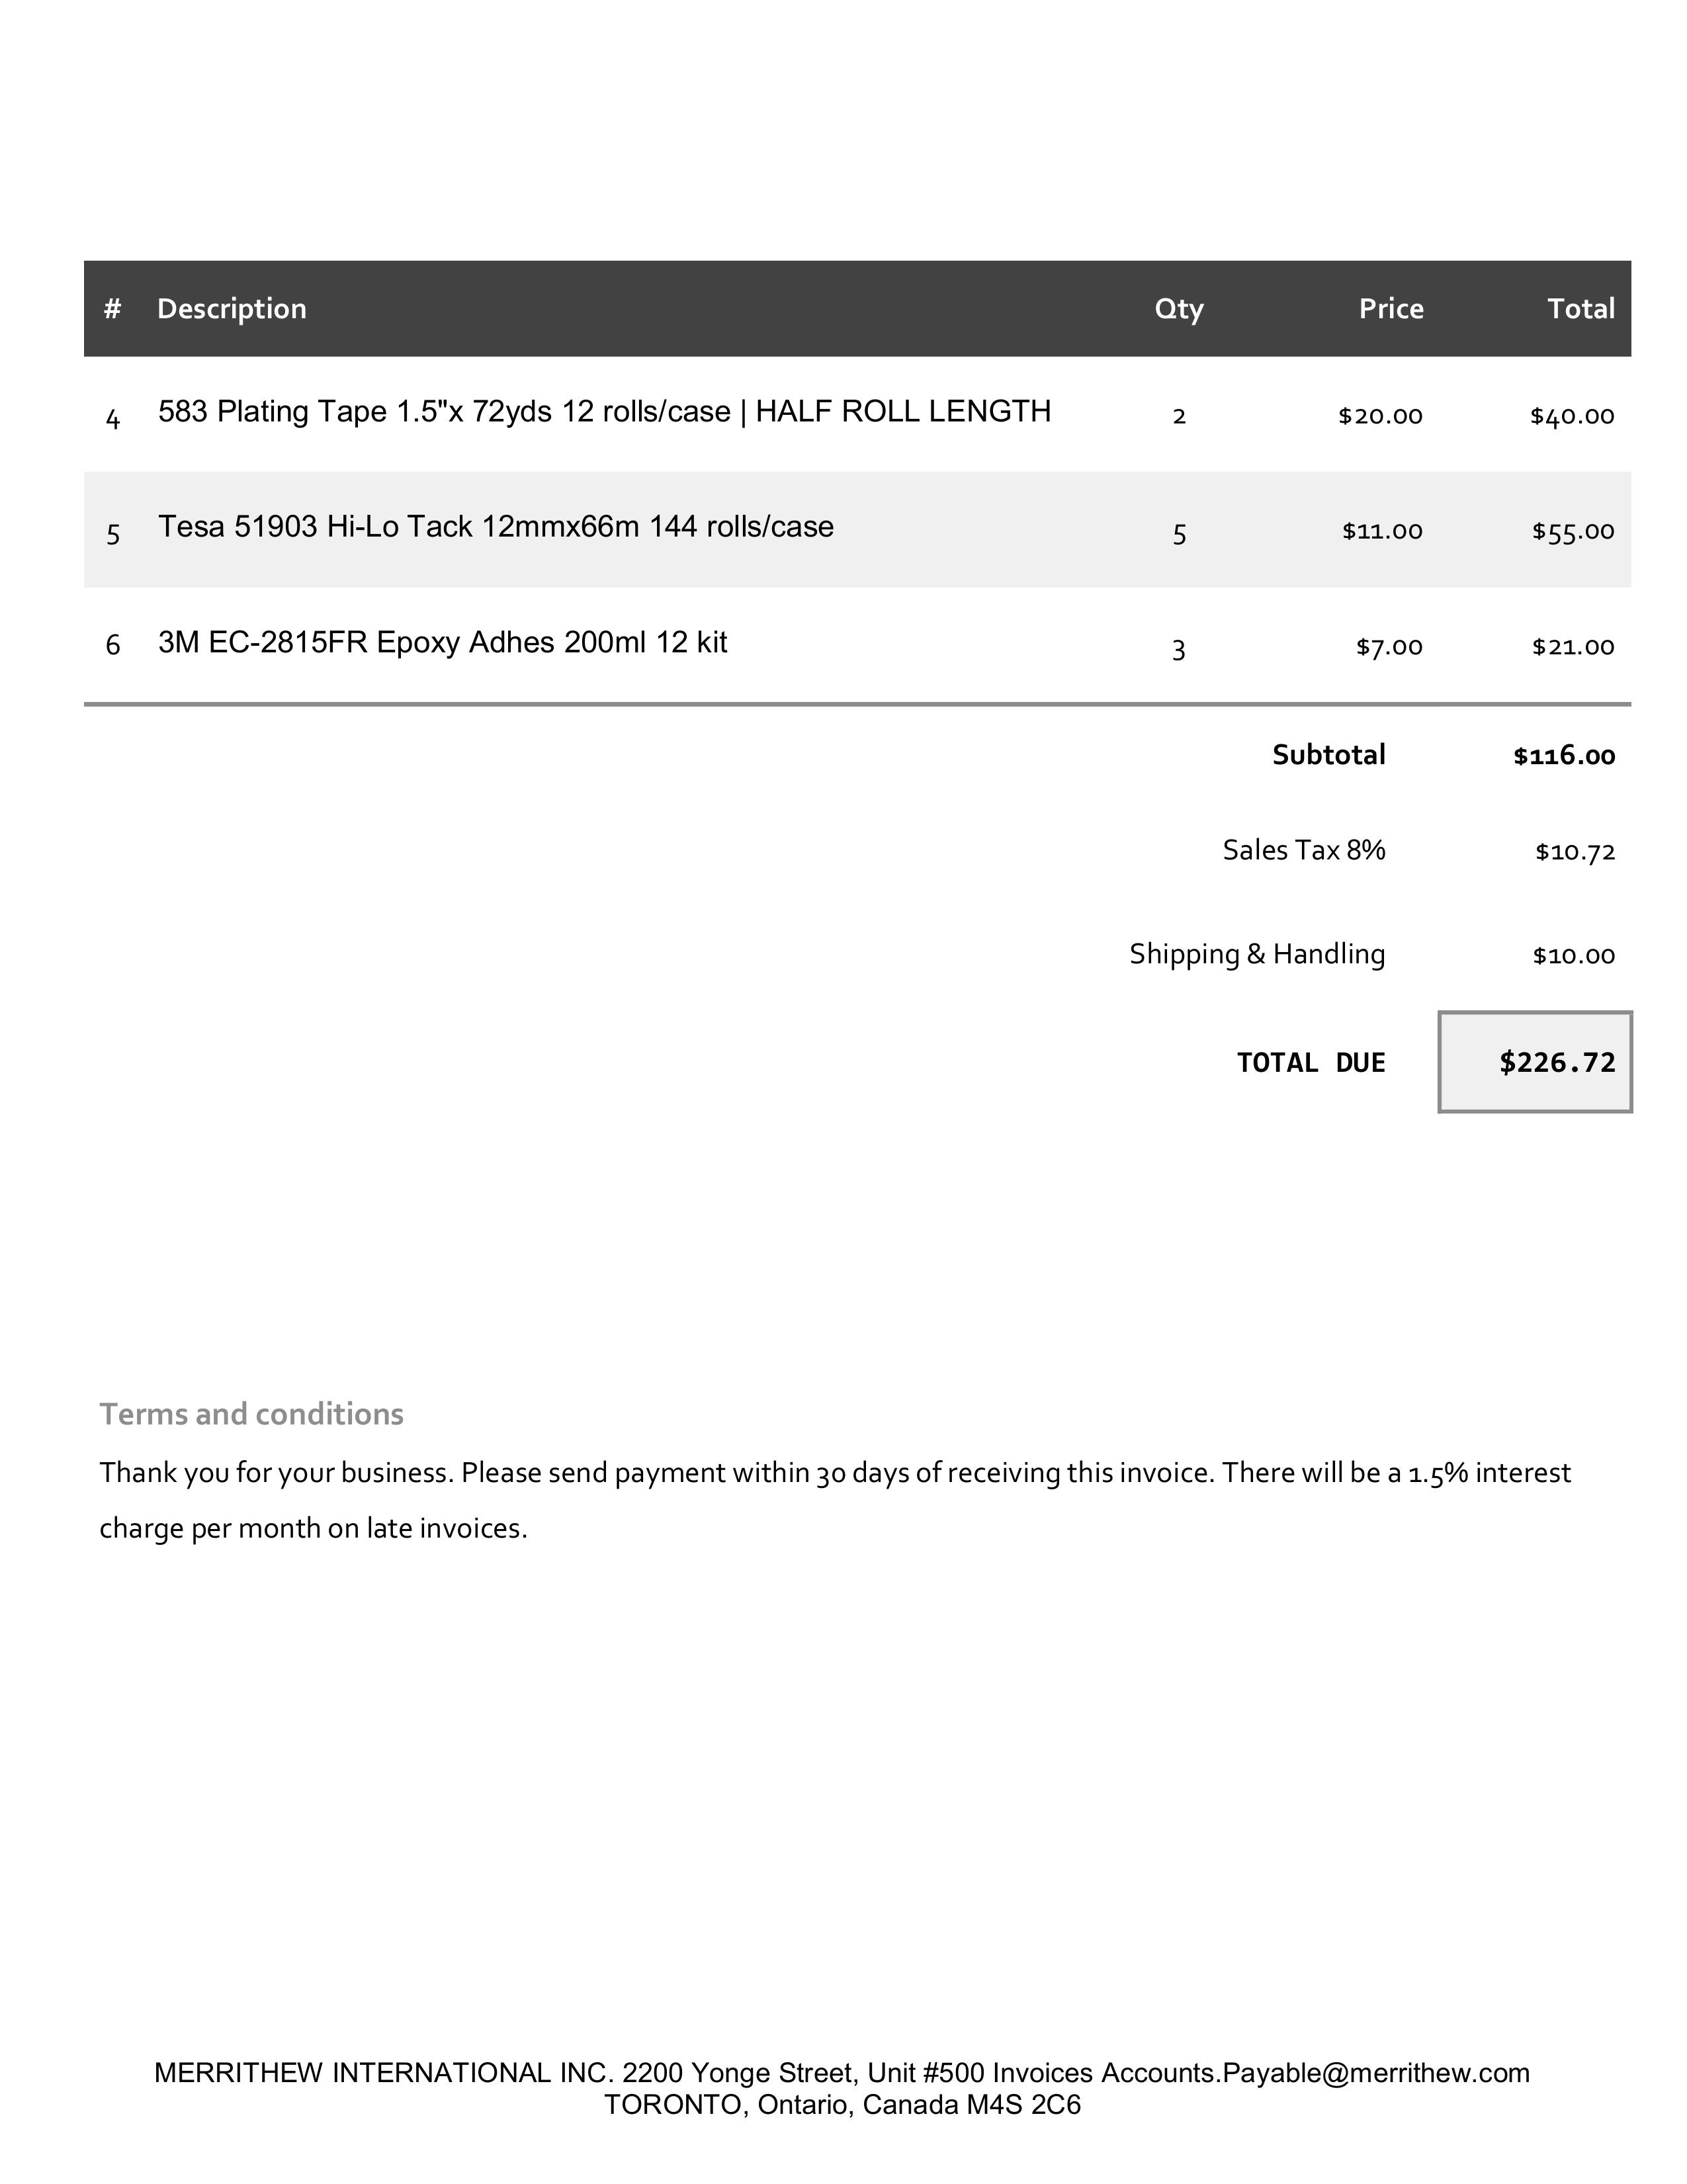 # Description Qty Price Total
4 583 Plating Tape 1.5"x 72yds 12 rolls/case | HALF ROLL LENGTH 2 $20.00 $40.00
5 Tesa 51903 Hi-Lo Tack 12mmx66m 144 rolls/case 5 $11.00 $55.00
6 3M EC-2815FR Epoxy Adhes 200ml 12 kit 3 $7.00 $21.00
Subtotal $116.00
Sales Tax 8% $10.72
Shipping & Handling $10.00
TOTAL DUE $226.72
Terms and conditions
Thank you for your business. Please send payment within 30 days of receiving this invoice. There will be a 1.5% interest
charge per month on late invoices.
MERRITHEW INTERNATIONAL INC. 2200 Yonge Street, Unit #500 Invoices Accounts.Payable@merrithew.com
TORONTO, Ontario, Canada M4S 2C6